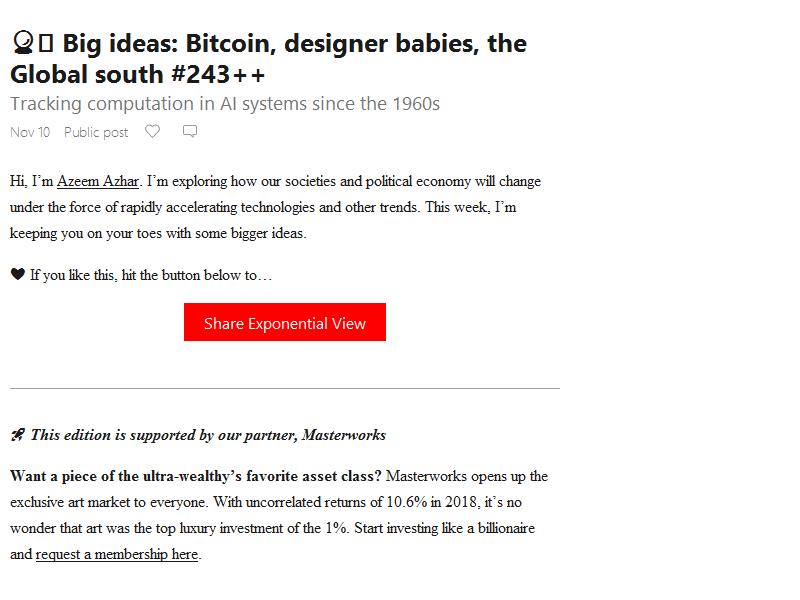 🔮 Big ideas: Bitcoin, designer babies, the
Global south #243++
Tracking computation in AI systems since the 1960s
Nov 10 Public post
Hi, I’m Azeem Azhar. I’m exploring how our societies and political economy will change
under the force of rapidly accelerating technologies and other trends. This week, I’m
keeping you on your toes with some bigger ideas.
♥ If you like this, hit the button below to…
Share Exponential View
🚀 This edition is supported by our partner, Masterworks
Want a piece of the ultra-wealthy’s favorite asset class? Masterworks opens up the
exclusive art market to everyone. With uncorrelated returns of 10.6% in 2018, it’s no
wonder that art was the top luxury investment of the 1%. Start investing like a billionaire
and request a membership here.